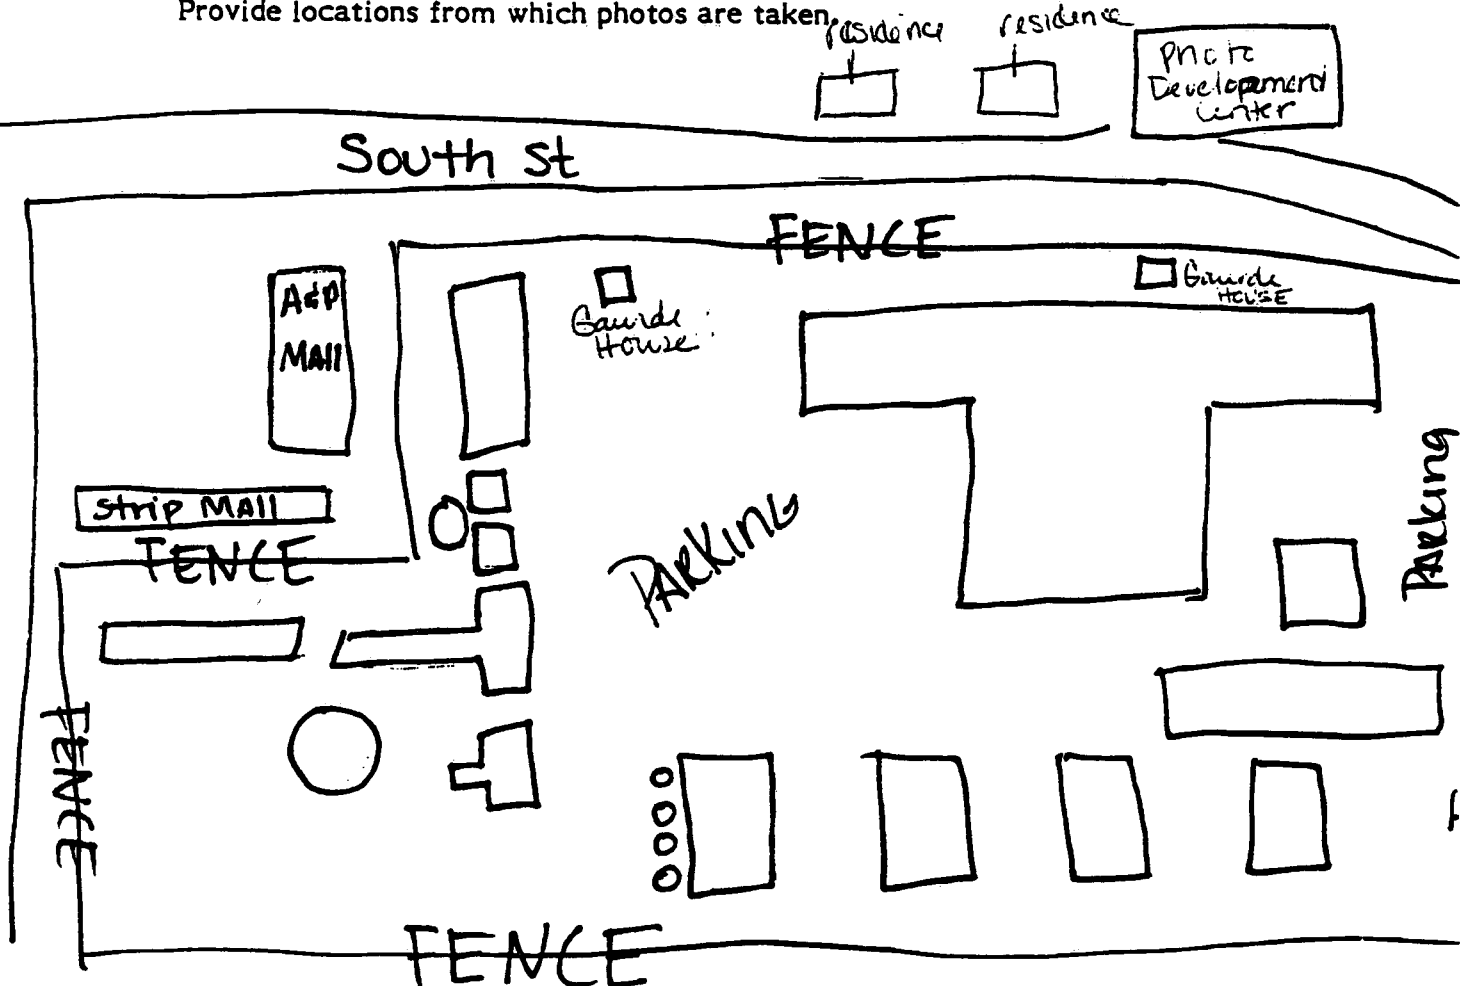 Provide locations from which photos are taken.
residence
residence
Photo
Developement
Center
South St
FENCE
A&P
MAll
Gaurde
House
Gaurde
HOUSE
Strip MAll
FENCE
PARKING
PARKING
FENCE
FENCE